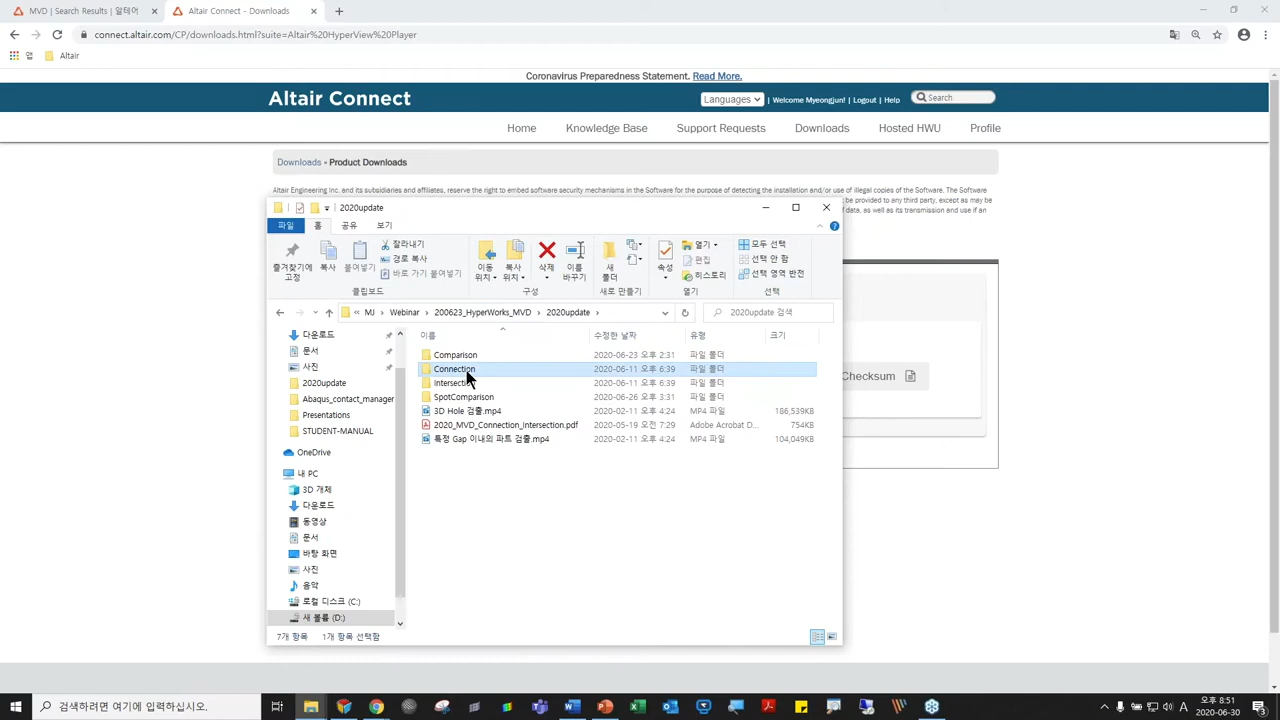 MVD | Search Results | 알테어
Altair Connect - Downloads
connect.altair.com/CP/downloads.html?suite=Altair%20HyperView%20Player
앱 Altair
Coronavirus Preparedness Statement. Read More.
Altair Connect
Languages | Welcome Myeongjun! | Logout | Help Search
Home Knowledge Base Support Requests Downloads Hosted HWU Profile
Downloads » Product Downloads
Altair Engineering Inc. and its subsidiaries and affiliates, reserve the right to embed software security mechanisms in the Software for the purpose of detecting the installation and/or use of illegal copies of the Software. The Software
be provided to any third party, except as may be
of data, as well as its transmission and use if an
2020update
파일 홈 공유 보기
즐겨찾기에 고정 복사 붙여넣기 잘라내기 경로 복사 바로 가기 붙여넣기
이동 위치 복사 위치 삭제 이름 바꾸기 새 폴더 속성 열기 편집 히스토리 모두 선택 선택 안 함 선택 영역 반전
클립보드 구성 새로 만들기 열기 선택
« MJ › Webinar › 200623_HyperWorks_MVD › 2020update › 2020update 검색
이름 수정한 날짜 유형 크기
Comparison 2020-06-23 오후 2:31 파일 폴더
Connection 2020-06-11 오후 6:39 파일 폴더
Intersection 2020-06-11 오후 6:39 파일 폴더
SpotComparison 2020-06-26 오후 3:31 파일 폴더
3D Hole 검출.mp4 2020-02-11 오후 4:24 MP4 파일 186,539KB
2020_MVD_Connection_Intersection.pdf 2020-05-19 오전 7:29 Adobe Acrobat D... 754KB
특정 Gap 이내의 파트 검출.mp4 2020-02-11 오후 4:24 MP4 파일 104,049KB
다운로드
문서
사진
2020update
Abaqus_contact_manager
Presentations
STUDENT-MANUAL
OneDrive
내 PC
3D 개체
다운로드
동영상
문서
바탕 화면
사진
음악
로컬 디스크 (C:)
새 볼륨 (D:)
Checksum
7개 항목 1개 항목 선택함
검색하려면 여기에 입력하십시오.
A
오후 8:51
2020-06-30